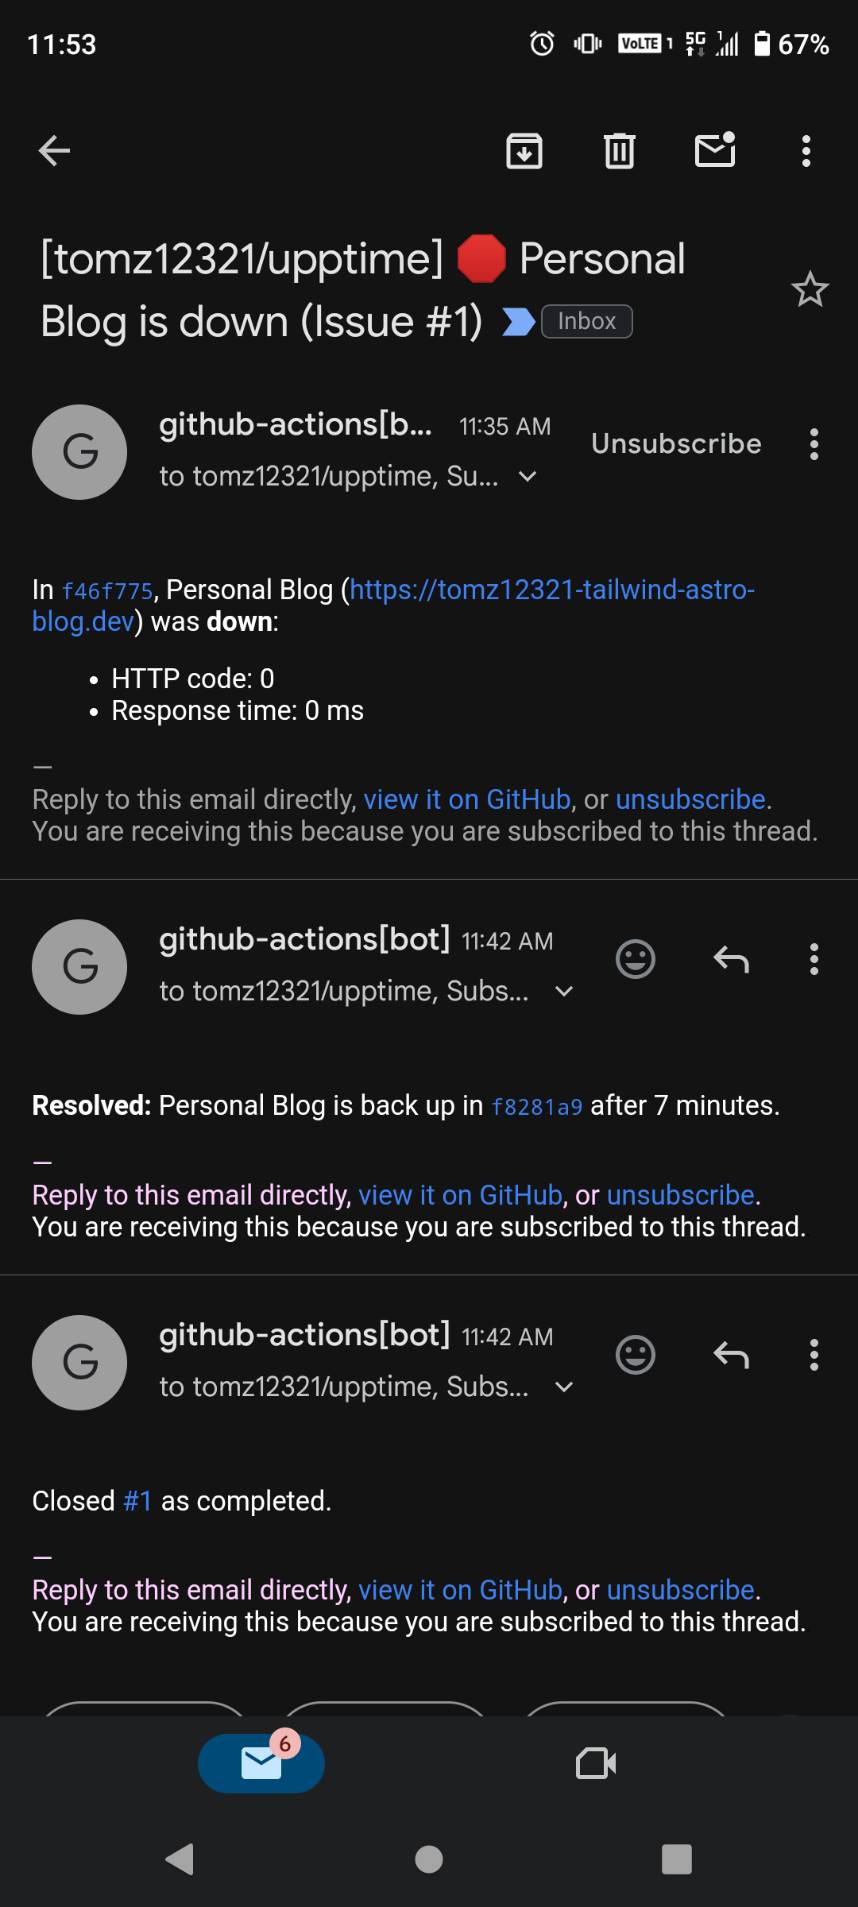 11:53
VoLTE 1 5G 1 67%
[tomz12321/upptime] 🛑 Personal
Blog is down (Issue #1) Inbox
G
github-actions[b... 11:35 AM
Unsubscribe
to tomz12321/upptime, Su...
In f46f775, Personal Blog (https://tomz12321-tailwind-astro-
blog.dev) was down:
• HTTP code: 0
• Response time: 0 ms
—
Reply to this email directly, view it on GitHub, or unsubscribe.
You are receiving this because you are subscribed to this thread.
G
github-actions[bot] 11:42 AM
to tomz12321/upptime, Subs...
Resolved: Personal Blog is back up in f8281a9 after 7 minutes.
—
Reply to this email directly, view it on GitHub, or unsubscribe.
You are receiving this because you are subscribed to this thread.
G
github-actions[bot] 11:42 AM
to tomz12321/upptime, Subs...
Closed #1 as completed.
—
Reply to this email directly, view it on GitHub, or unsubscribe.
You are receiving this because you are subscribed to this thread.
6